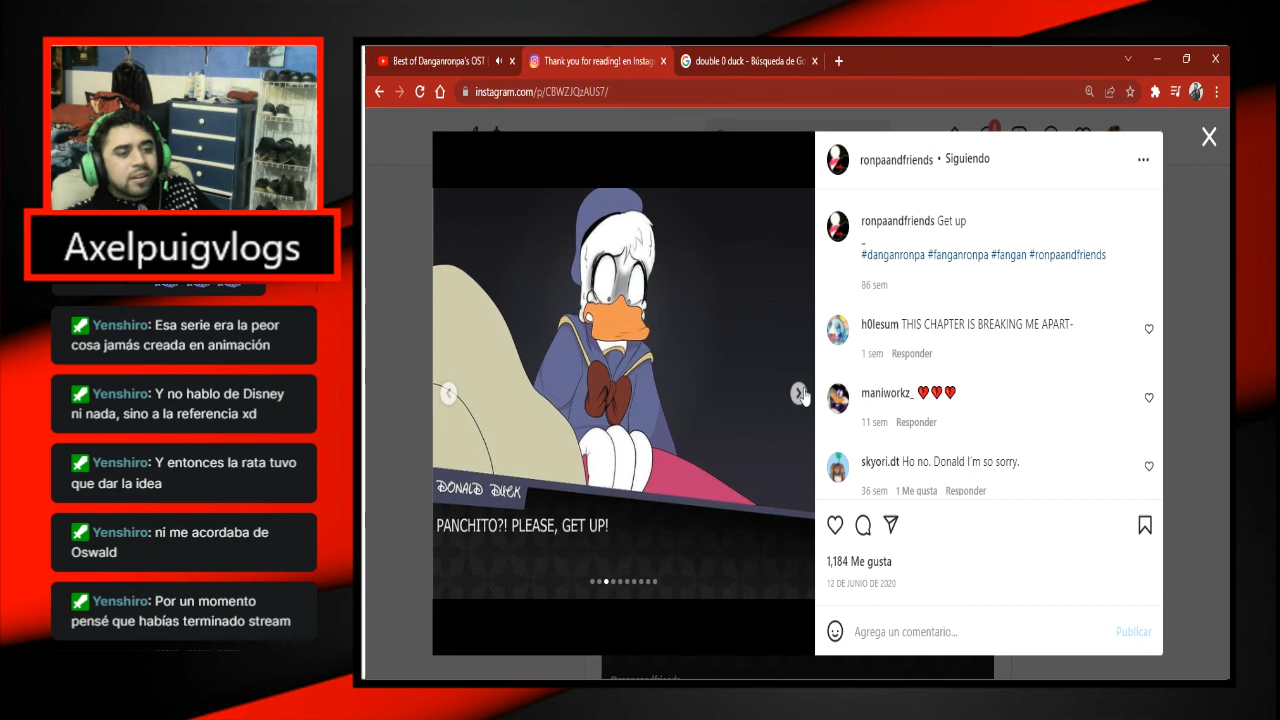 Axelpuigvlogs
Yenshiro: Esa serie era la peor
cosa jamás creada en animación
Yenshiro: Y no hablo de Disney
ni nada, sino a la referencia xd
Yenshiro: Y entonces la rata tuvo
que dar la idea
Yenshiro: ni me acordaba de
Oswald
Yenshiro: Por un momento
pensé que habías terminado stream
Best of Danganronpa's OST
Thank you for reading! en Instag
double 0 duck - Búsqueda de Go
instagram.com/p/CBWZJQzAUS7/
DONALD DUCK
PANCHITO?! PLEASE, GET UP!
ronpaandfriends • Siguiendo
ronpaandfriends Get up
_
#danganronpa #fanganronpa #fangan #ronpaandfriends
86 sem
h0lesum THIS CHAPTER IS BREAKING ME APART-
1 sem Responder
maniworkz_ 
11 sem Responder
skyori.dt Ho no. Donald I'm so sorry.
36 sem 1 Me gusta Responder
1,184 Me gusta
12 DE JUNIO DE 2020
Agrega un comentario...
Publicar